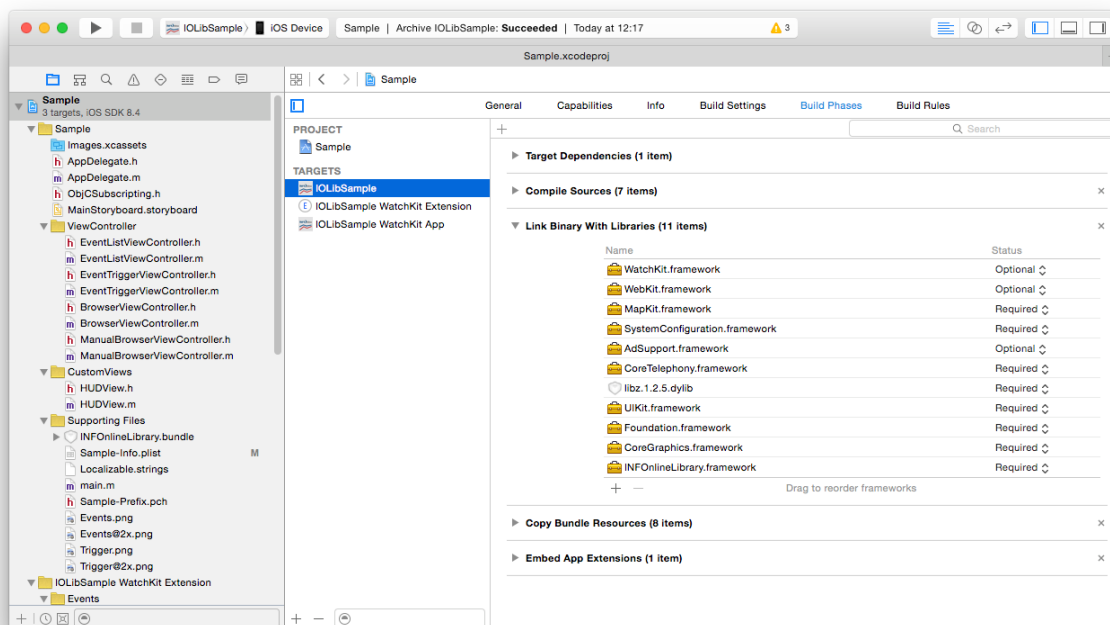 IOLibSample
iOS Device
Sample | Archive IOLibSample: Succeeded | Today at 12:17
3
Sample.xcodeproj
Sample
3 targets, iOS SDK 8.4
Sample
Images.xcassets
h AppDelegate.h
m AppDelegate.m
h ObjCSubscripting.h
MainStoryboard.storyboard
ViewController
h EventListViewController.h
m EventListViewController.m
h EventTriggerViewController.h
m EventTriggerViewController.m
h BrowserViewController.h
m BrowserViewController.m
h ManualBrowserViewController.h
m ManualBrowserViewController.m
CustomViews
h HUDView.h
m HUDView.m
Supporting Files
INFOnlineLibrary.bundle
Sample-Info.plist M
Localizable.strings
m main.m
h Sample-Prefix.pch
Events.png
Events@2x.png
Trigger.png
Trigger@2x.png
IOLibSample WatchKit Extension
Events
Sample
General Capabilities Info Build Settings Build Phases Build Rules
PROJECT
Sample
TARGETS
IOLibSample
E IOLibSample WatchKit Extension
IOLibSample WatchKit App
Search
Target Dependencies (1 item)
Compile Sources (7 items)
Link Binary With Libraries (11 items)
Name Status
WatchKit.framework Optional
WebKit.framework Optional
MapKit.framework Required
SystemConfiguration.framework Required
AdSupport.framework Optional
CoreTelephony.framework Required
libz.1.2.5.dylib Required
UIKit.framework Required
Foundation.framework Required
CoreGraphics.framework Required
INFOnlineLibrary.framework Required
Drag to reorder frameworks
Copy Bundle Resources (8 items)
Embed App Extensions (1 item)